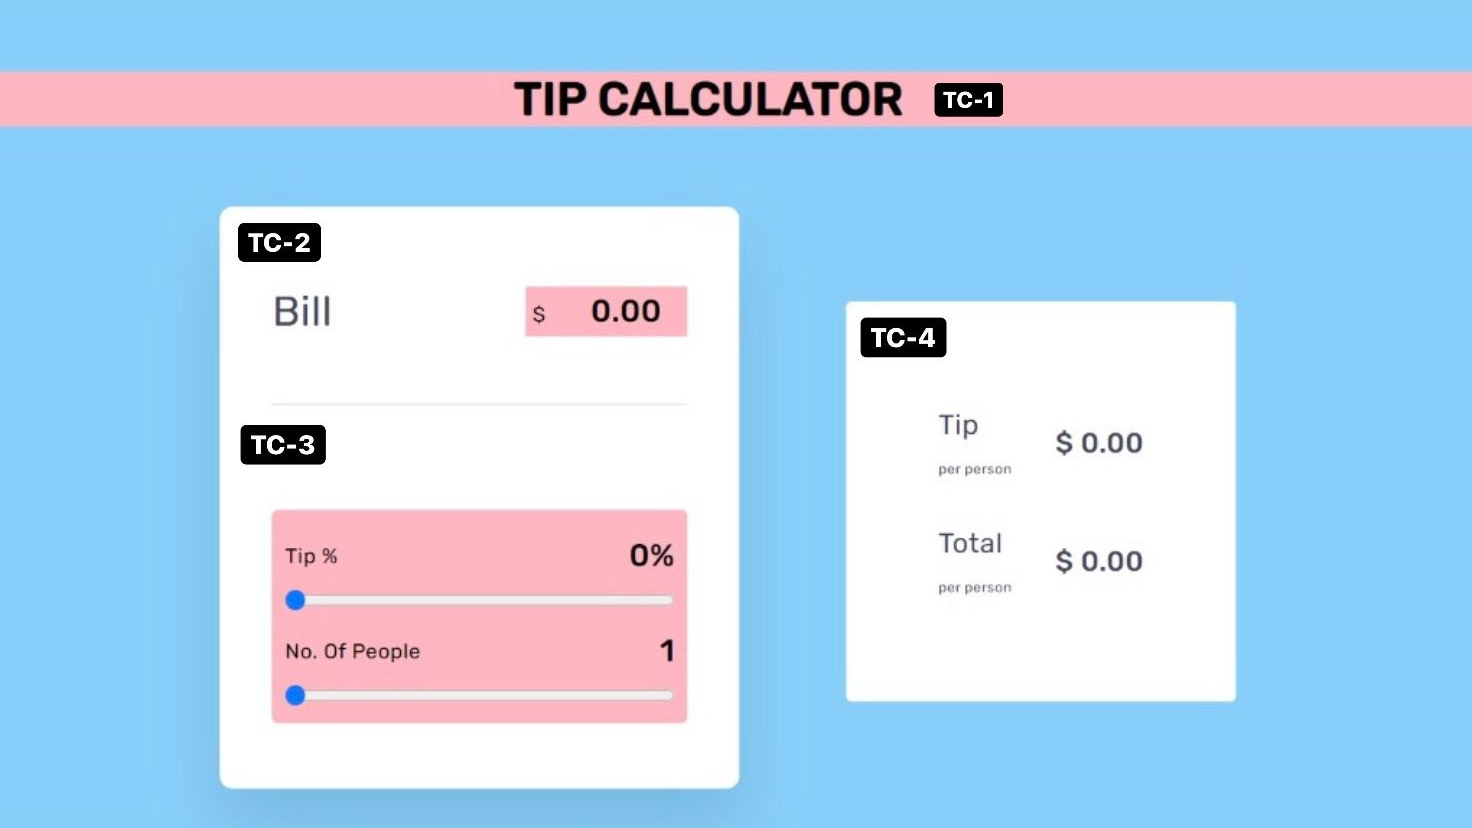 TIP CALCULATOR TC-1
TC-2
Bill $ 0.00
TC-3
Tip % 0%
No. Of People 1
TC-4
Tip
per person $ 0.00
Total
per person $ 0.00